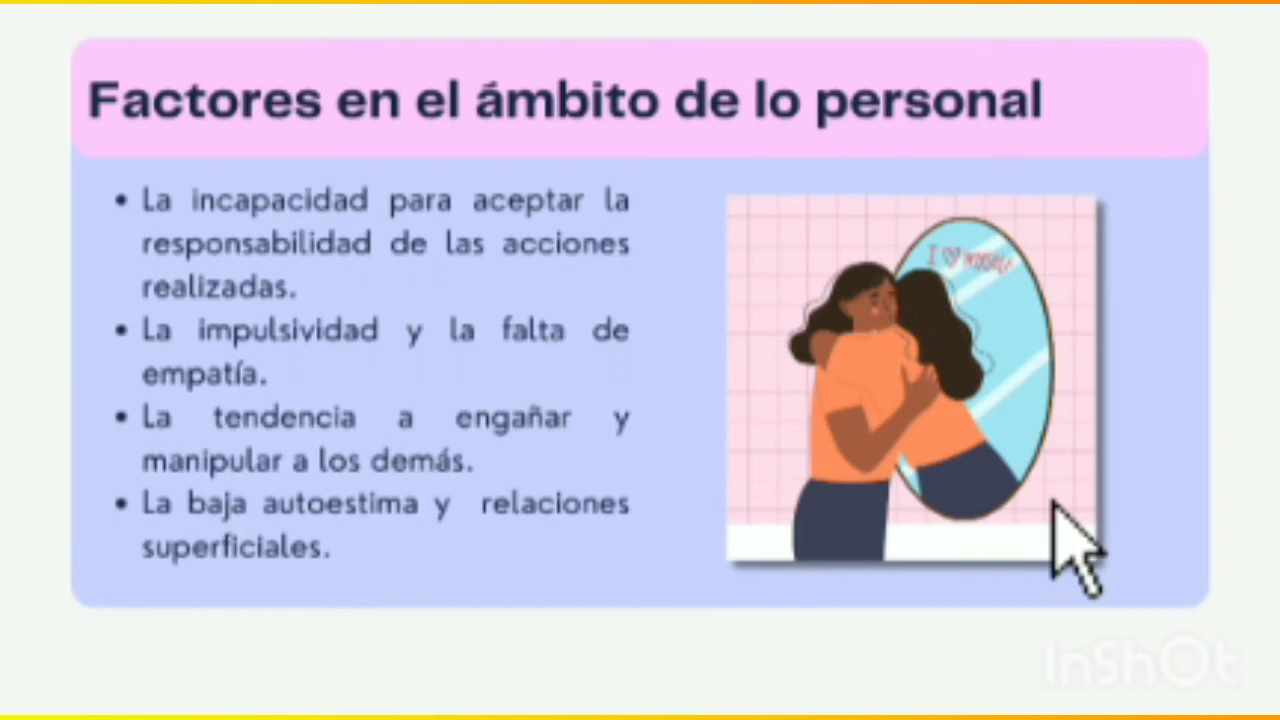 Factores en el ámbito de lo personal
• La incapacidad para aceptar la
responsabilidad de las acciones
realizadas.
• La impulsividad y la falta de
empatía.
• La tendencia a engañar y
manipular a los demás.
• La baja autoestima y relaciones
superficiales.
I ♡
InShOt